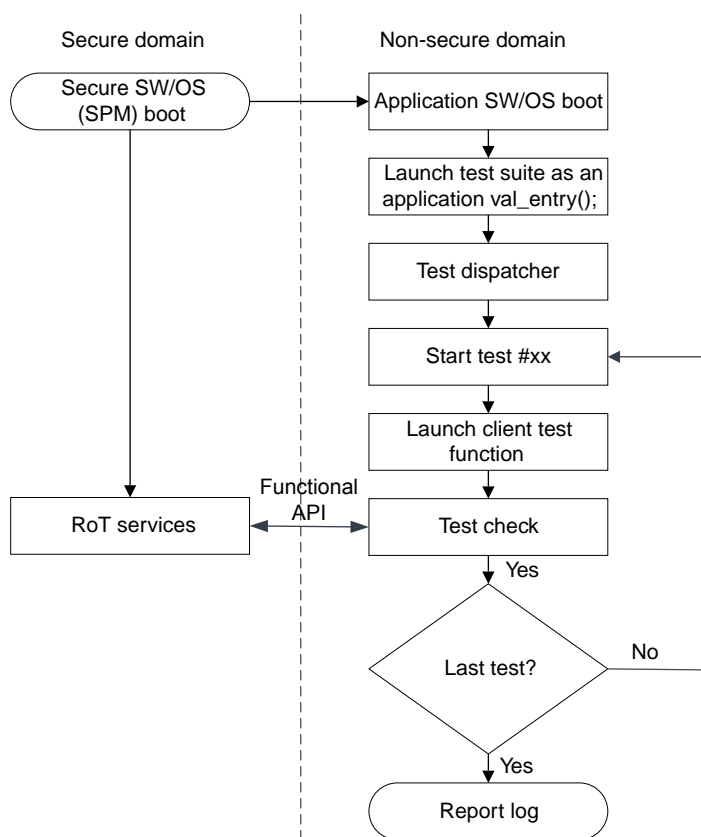 Secure domain
Non-secure domain
Secure SW/OS
(SPM) boot
Application SW/OS boot
Launch test suite as an
application val_entry();
Test dispatcher
Start test #xx
Launch client test
function
Functional
API
RoT services
Test check
Yes
Last test?
No
Yes
Report log